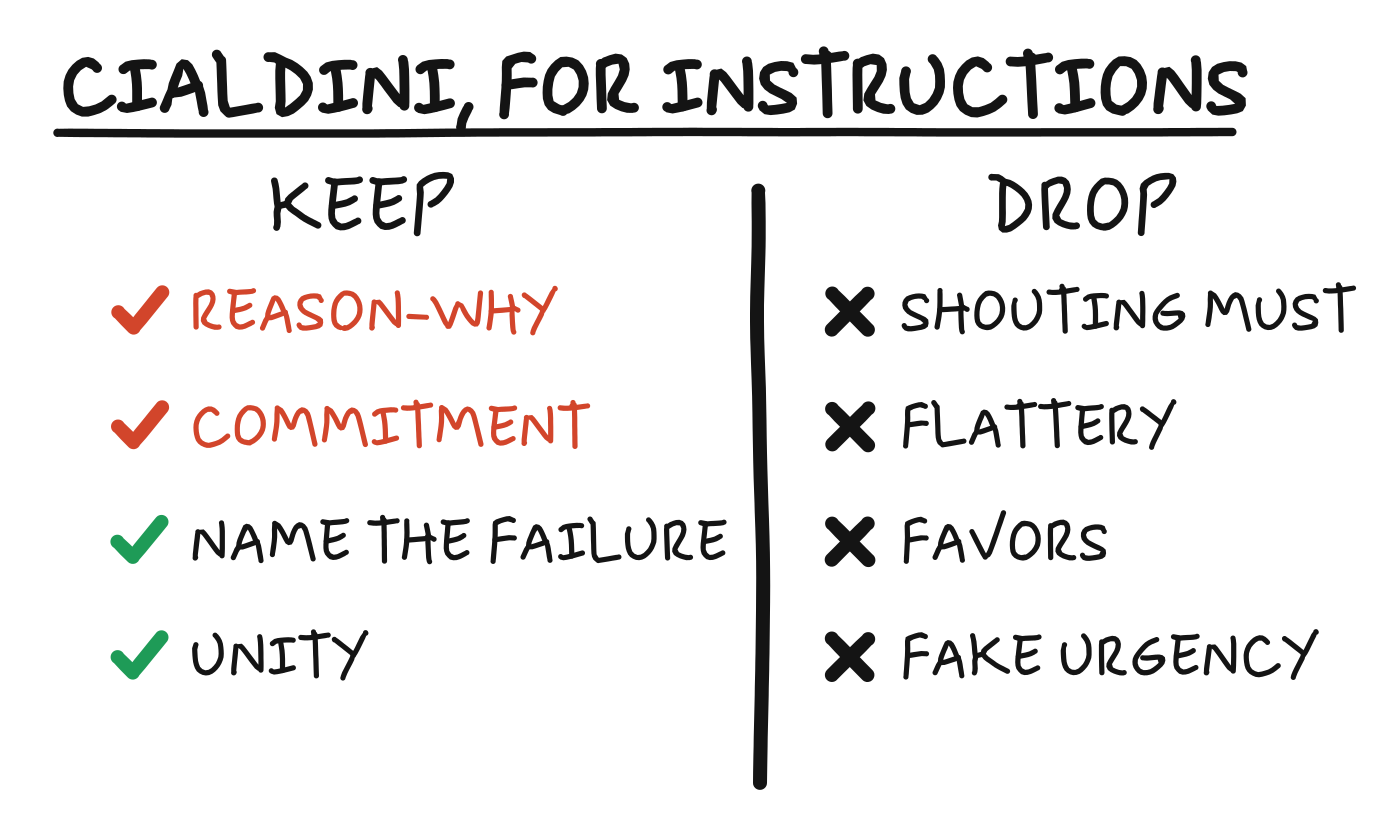 CIALDINI, FOR INSTRUCTIONS
KEEP
REASON-WHY
COMMITMENT
NAME THE FAILURE
UNITY
DROP
SHOUTING MUST
FLATTERY
FAVORS
FAKE URGENCY